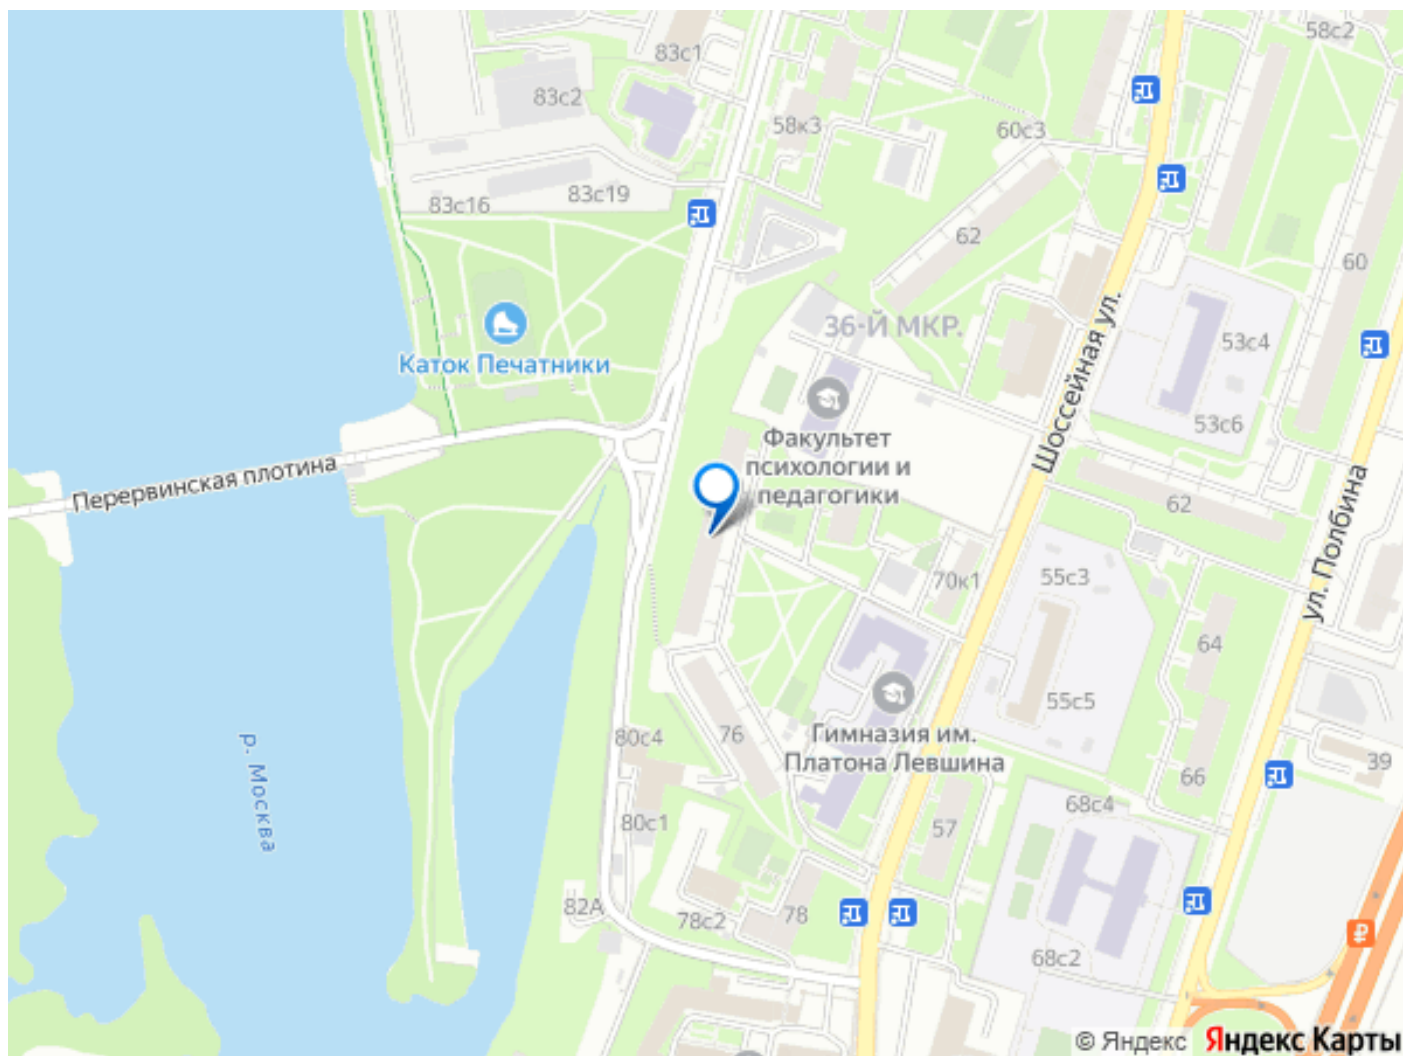 58с2
83с1
83с2
58к3
60с3
83с16
83с19
62
60
36-Й МКР.
Шоссейная ул.
53с4
Каток Печатники
53с6
Факультет
психологии и
педагогики
Перервинская плотина
62
ул. Полбина
70к1
55с3
64
55с5
Гимназия им.
Платона Левшина
76
80с4
р. Москва
66
39
68с4
80с1
57
82А
78с2
78
68с2
© Яндекс Яндекс Карты